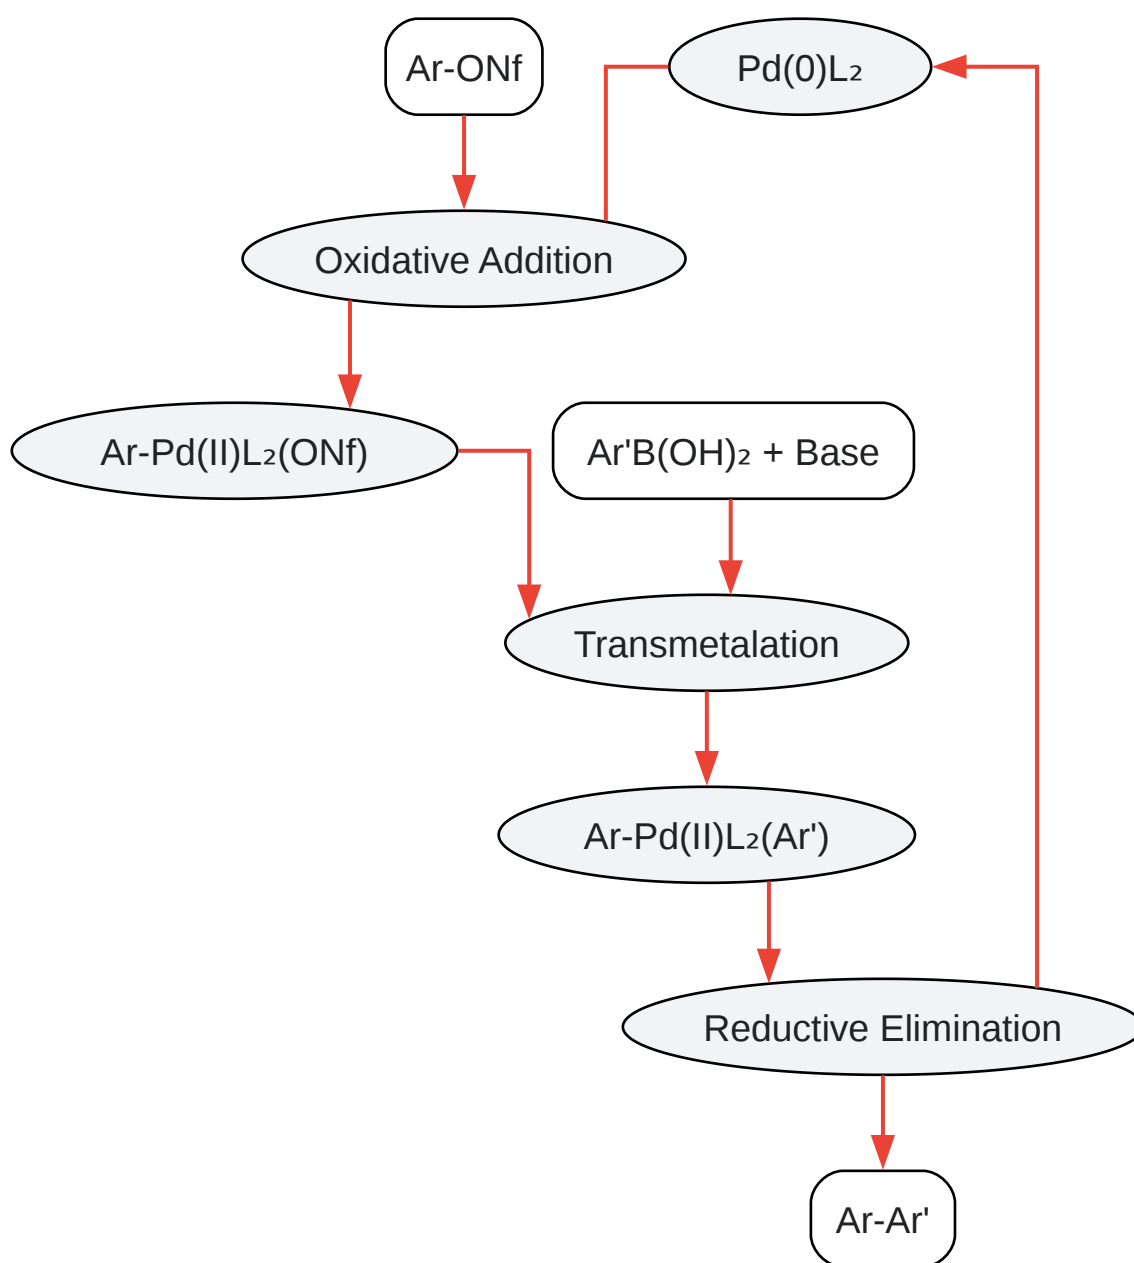 Ar-ONf
Pd(0)L₂
Oxidative Addition
Ar-Pd(II)L₂(ONf)
Ar'B(OH)₂ + Base
Transmetalation
Ar-Pd(II)L₂(Ar')
Reductive Elimination
Ar-Ar'